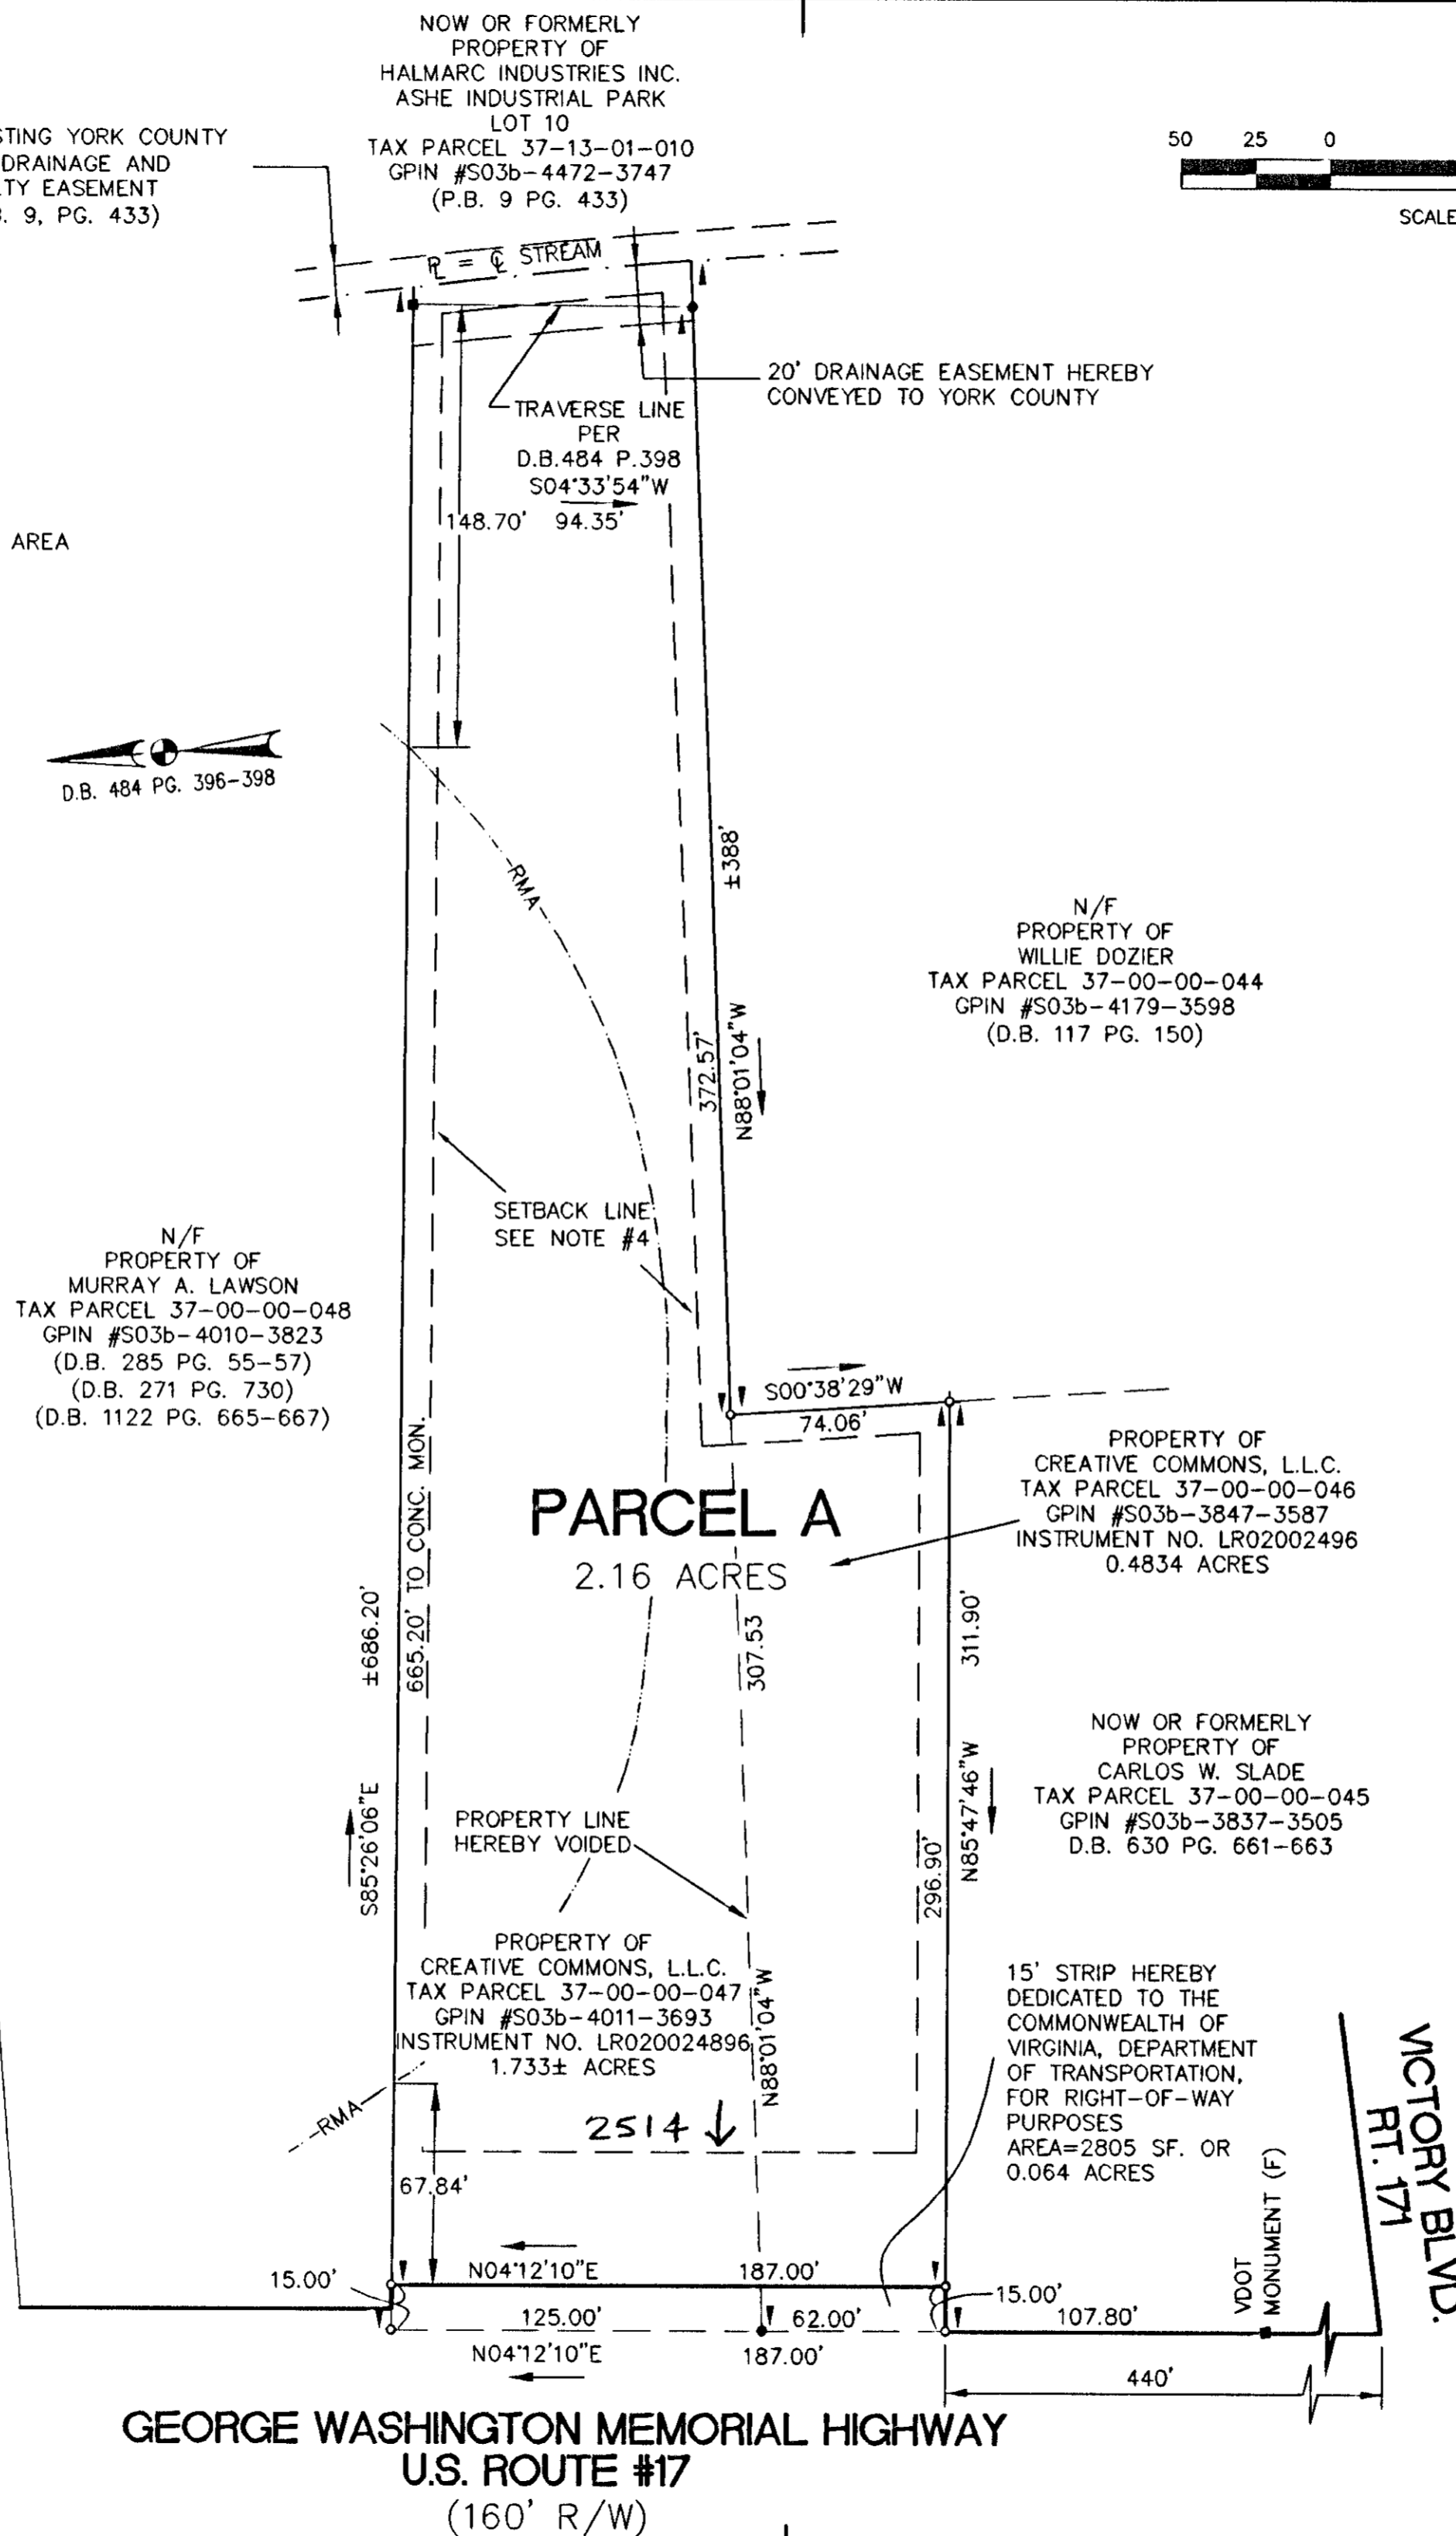 NOW OR FORMERLY
PROPERTY OF
HALMARC INDUSTRIES INC.
ASHE INDUSTRIAL PARK
LOT 10
TAX PARCEL 37-13-01-010
GPIN #S03b-4472-3747
(P.B. 9 PG. 433)
STING YORK COUNTY
DRAINAGE AND
TY EASEMENT
. 9, PG. 433)
50 25 0
SCALE
PL = CL STREAM
20' DRAINAGE EASEMENT HEREBY
CONVEYED TO YORK COUNTY
TRAVERSE LINE
PER
D.B.484 P.398
S04°33'54"W
148.70' 94.35'
AREA
D.B. 484 PG. 396-398
RMA
±388'
372.57'
N88°01'04"W
N/F
PROPERTY OF
WILLIE DOZIER
TAX PARCEL 37-00-00-044
GPIN #S03b-4179-3598
(D.B. 117 PG. 150)
SETBACK LINE
SEE NOTE #4
N/F
PROPERTY OF
MURRAY A. LAWSON
TAX PARCEL 37-00-00-048
GPIN #S03b-4010-3823
(D.B. 285 PG. 55-57)
(D.B. 271 PG. 730)
(D.B. 1122 PG. 665-667)
S00°38'29"W
74.06'
PROPERTY OF
CREATIVE COMMONS, L.L.C.
TAX PARCEL 37-00-00-046
GPIN #S03b-3847-3587
INSTRUMENT NO. LR02002496
0.4834 ACRES
PARCEL A
2.16 ACRES
665.20' TO CONC. MON.
±686.20'
S85°26'06"E
307.53
311.90'
N85°47'46"W
296.90'
NOW OR FORMERLY
PROPERTY OF
CARLOS W. SLADE
TAX PARCEL 37-00-00-045
GPIN #S03b-3837-3505
D.B. 630 PG. 661-663
PROPERTY LINE
HEREBY VOIDED
PROPERTY OF
CREATIVE COMMONS, L.L.C.
TAX PARCEL 37-00-00-047
GPIN #S03b-4011-3693
INSTRUMENT NO. LR020024896
1.733± ACRES
N88°01'04"W
15' STRIP HEREBY
DEDICATED TO THE
COMMONWEALTH OF
VIRGINIA, DEPARTMENT
OF TRANSPORTATION,
FOR RIGHT-OF-WAY
PURPOSES
AREA=2805 SF. OR
0.064 ACRES
VICTORY BLVD.
RT. 171
VDOT
MONUMENT (F)
RMA
2514 ↓
67.84'
N04°12'10"E 187.00'
15.00'
15.00'
125.00' 62.00'
107.80'
N04°12'10"E 187.00'
440'
GEORGE WASHINGTON MEMORIAL HIGHWAY
U.S. ROUTE #17
(160' R/W)